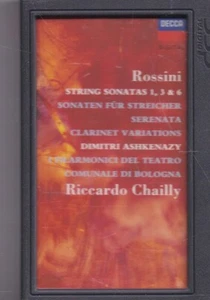 DECCA
Rossini
STRING SONATAS 1, 3 & 6
SONATEN FÜR STREICHER
SERENATA
CLARINET VARIATIONS
DIMITRI ASHKENAZY
FILARMONICI DEL TEATRO
COMUNALE DI BOLOGNA
Riccardo Chailly